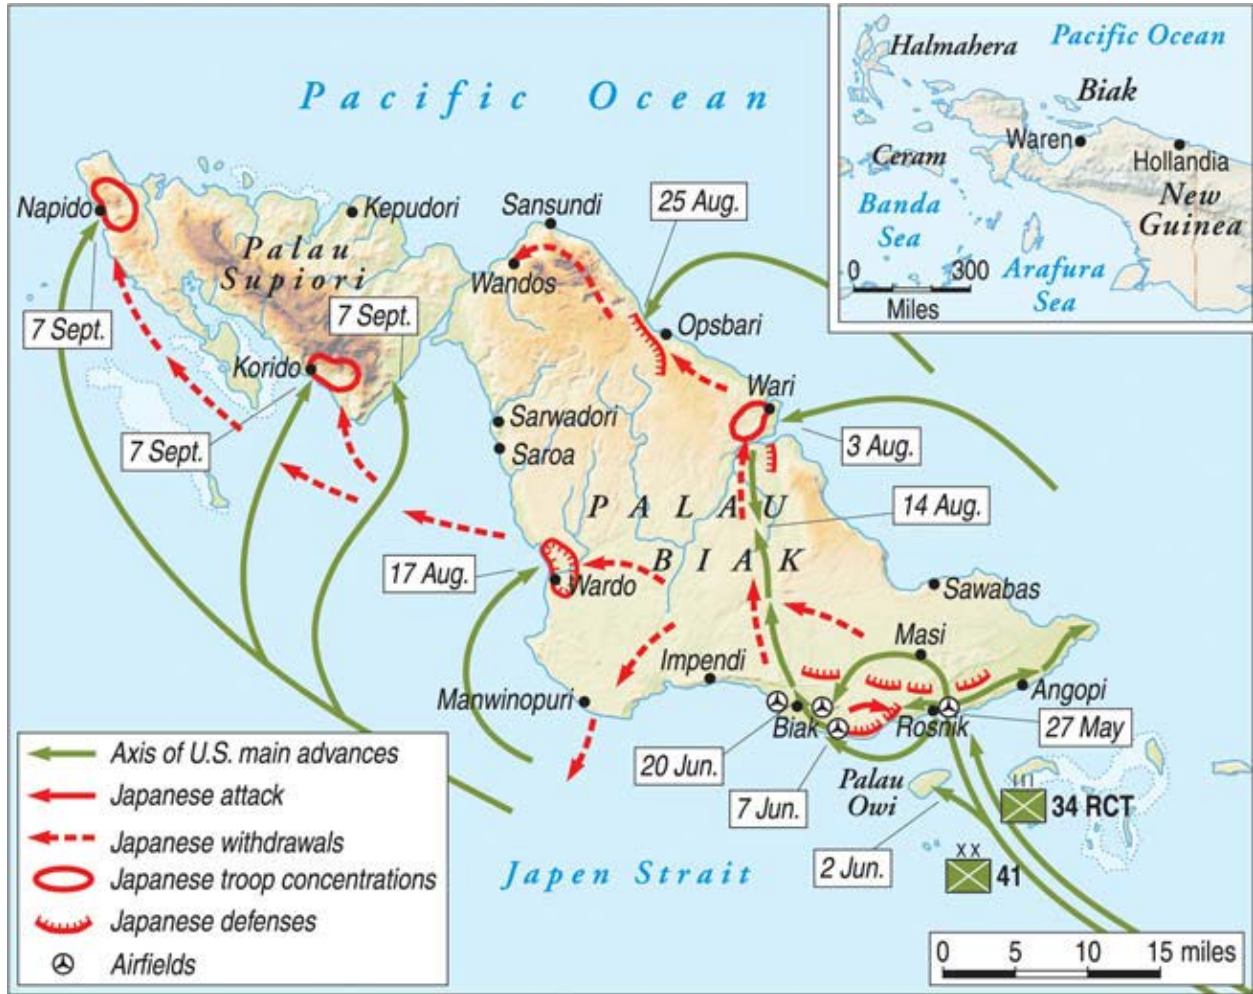 Pacific Ocean
Napido
Kepudori
Palau
Supiori
7 Sept.
7 Sept.
Korido
7 Sept.
Sansundi
Wandos
25 Aug.
Opsbari
Wari
3 Aug.
Sarwadori
Saroa
PALAU
BIAK
14 Aug.
17 Aug.
Wardo
Sawabas
Masi
Impendi
Manwinopuri
Angopi
Biak
Rosnik
27 May
20 Jun.
7 Jun.
Palau
Owi
2 Jun.
III
34 RCT
XX
41
Japen Strait
Halmahera
Pacific Ocean
Biak
Waren
Hollandia
Ceram
New
Guinea
Banda
Sea
Arafura
Sea
0 300
Miles
Axis of U.S. main advances
Japanese attack
Japanese withdrawals
Japanese troop concentrations
Japanese defenses
Airfields
0 5 10 15 miles